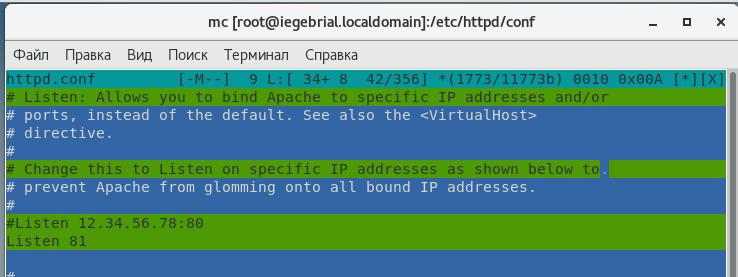 mc [root@iegebrial.localdomain]:/etc/httpd/conf
Файл Правка Вид Поиск Терминал Справка
httpd.conf [-M--] 9 L:[ 34+ 8 42/356] *(1773/11773b) 0010 0x00A [*][X]
# Listen: Allows you to bind Apache to specific IP addresses and/or
# ports, instead of the default. See also the <VirtualHost>
# directive.
#
# Change this to Listen on specific IP addresses as shown below to.
# prevent Apache from glomming onto all bound IP addresses.
#
#Listen 12.34.56.78:80
Listen 81
#